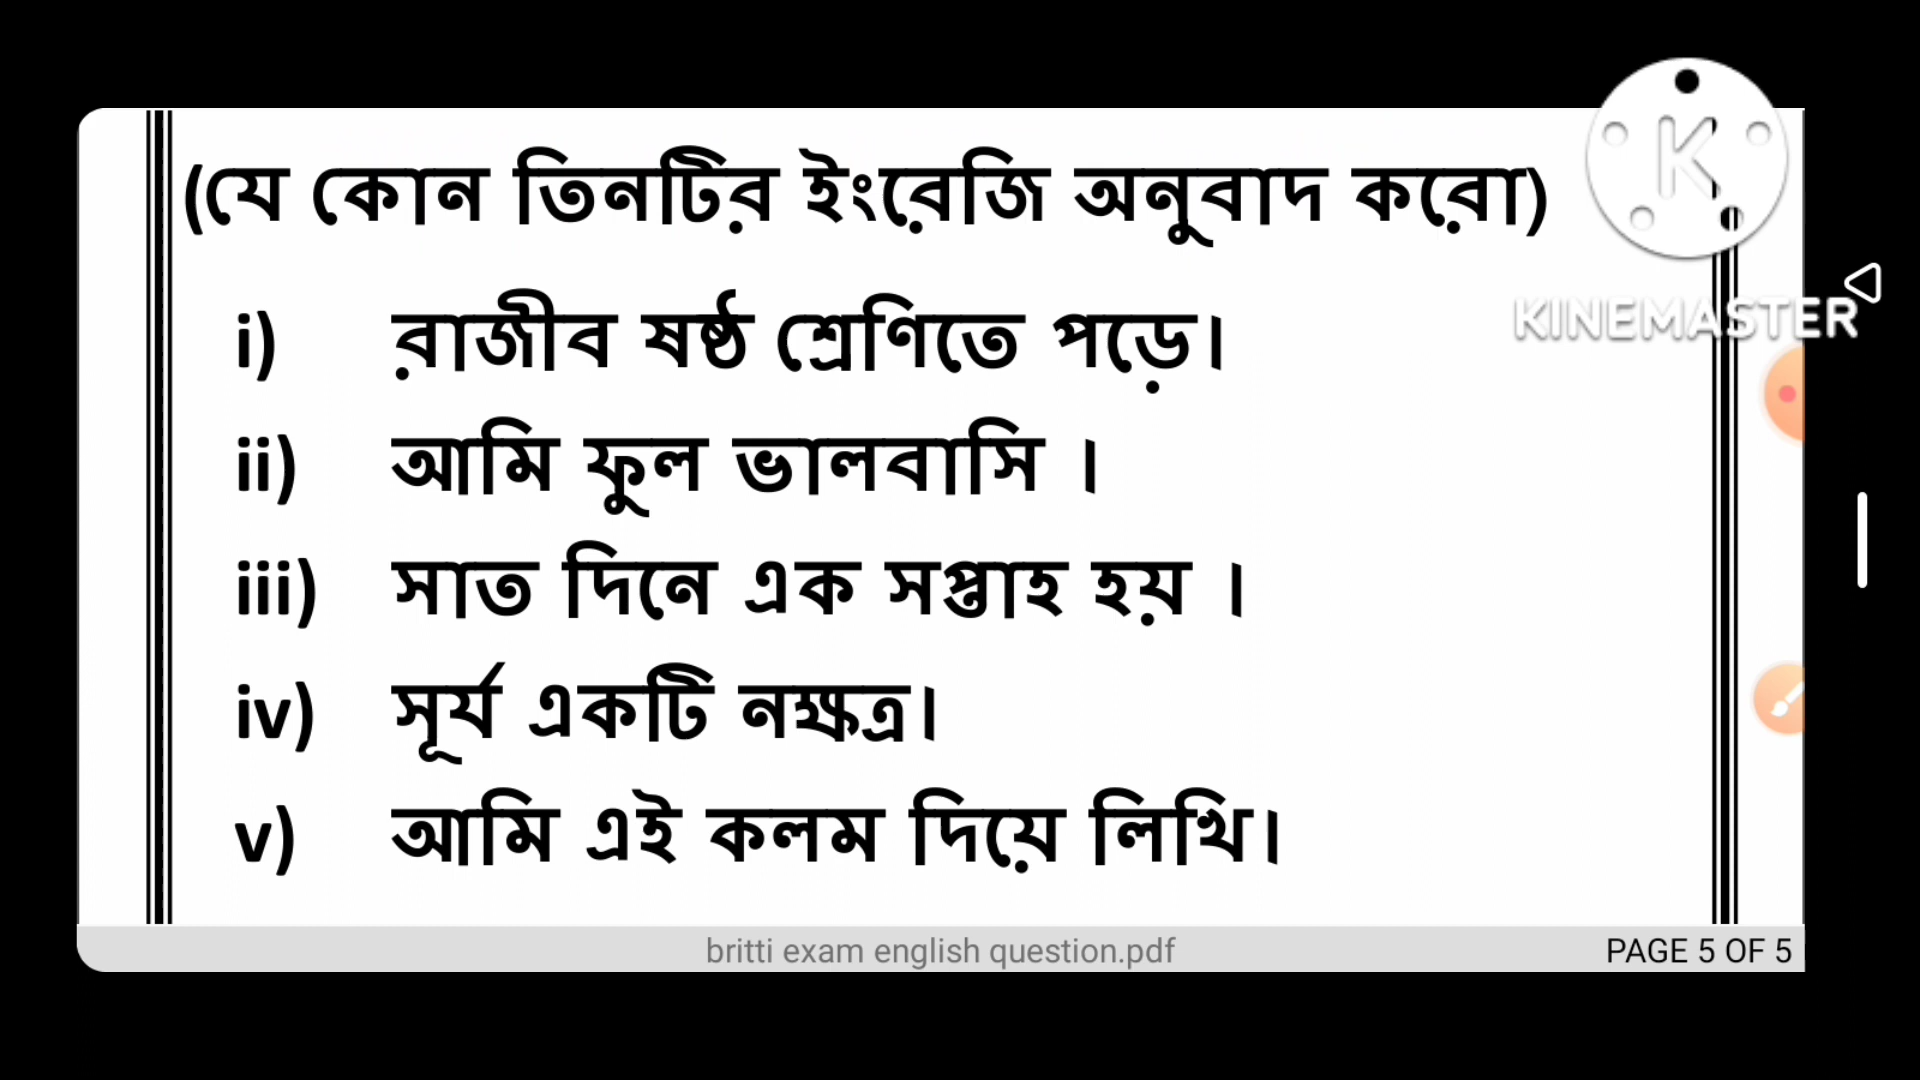 (যে কোন তিনটির ইংরেজি অনুবাদ করো)
K
KINEMASTER
i) রাজীব ষষ্ঠ শ্রেণিতে পড়ে।
ii) আমি ফুল ভালবাসি ।
iii) সাত দিনে এক সপ্তাহ হয় ।
iv) সূর্য একটি নক্ষত্র।
v) আমি এই কলম দিয়ে লিখি।
britti exam english question.pdf
PAGE 5 OF 5